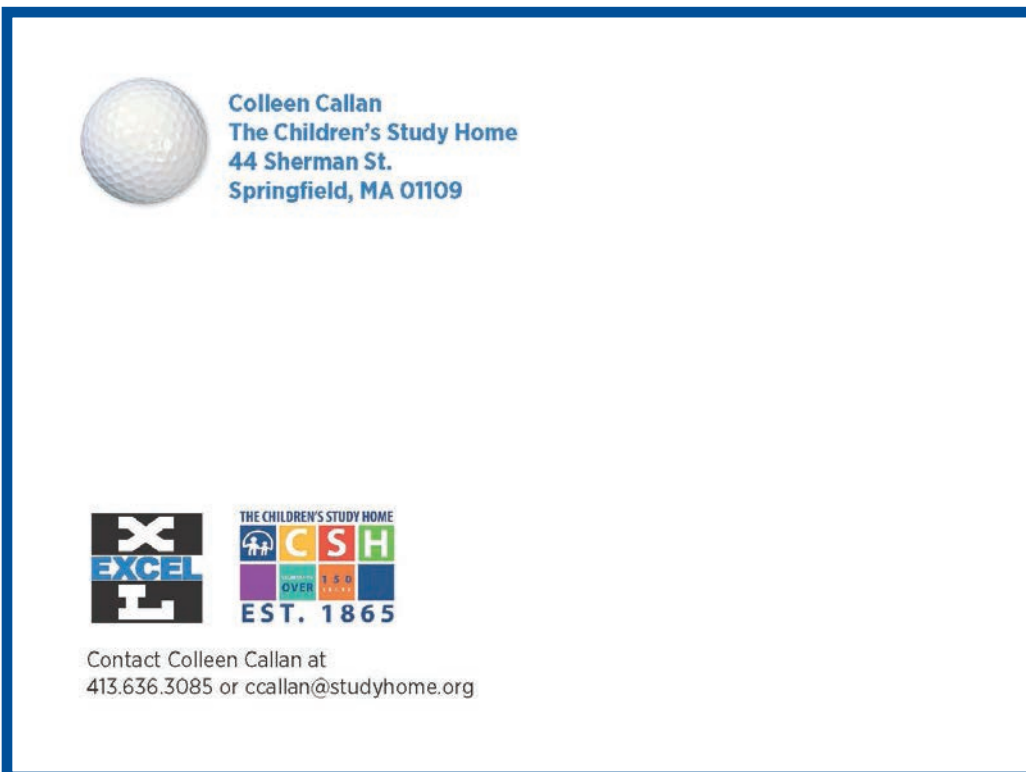 Colleen Callan
The Children's Study Home
44 Sherman St.
Springfield, MA 01109
X
EXCEL
L
THE CHILDREN'S STUDY HOME
C S H
OVER 150
EST. 1865
Contact Colleen Callan at
413.636.3085 or ccallan@studyhome.org